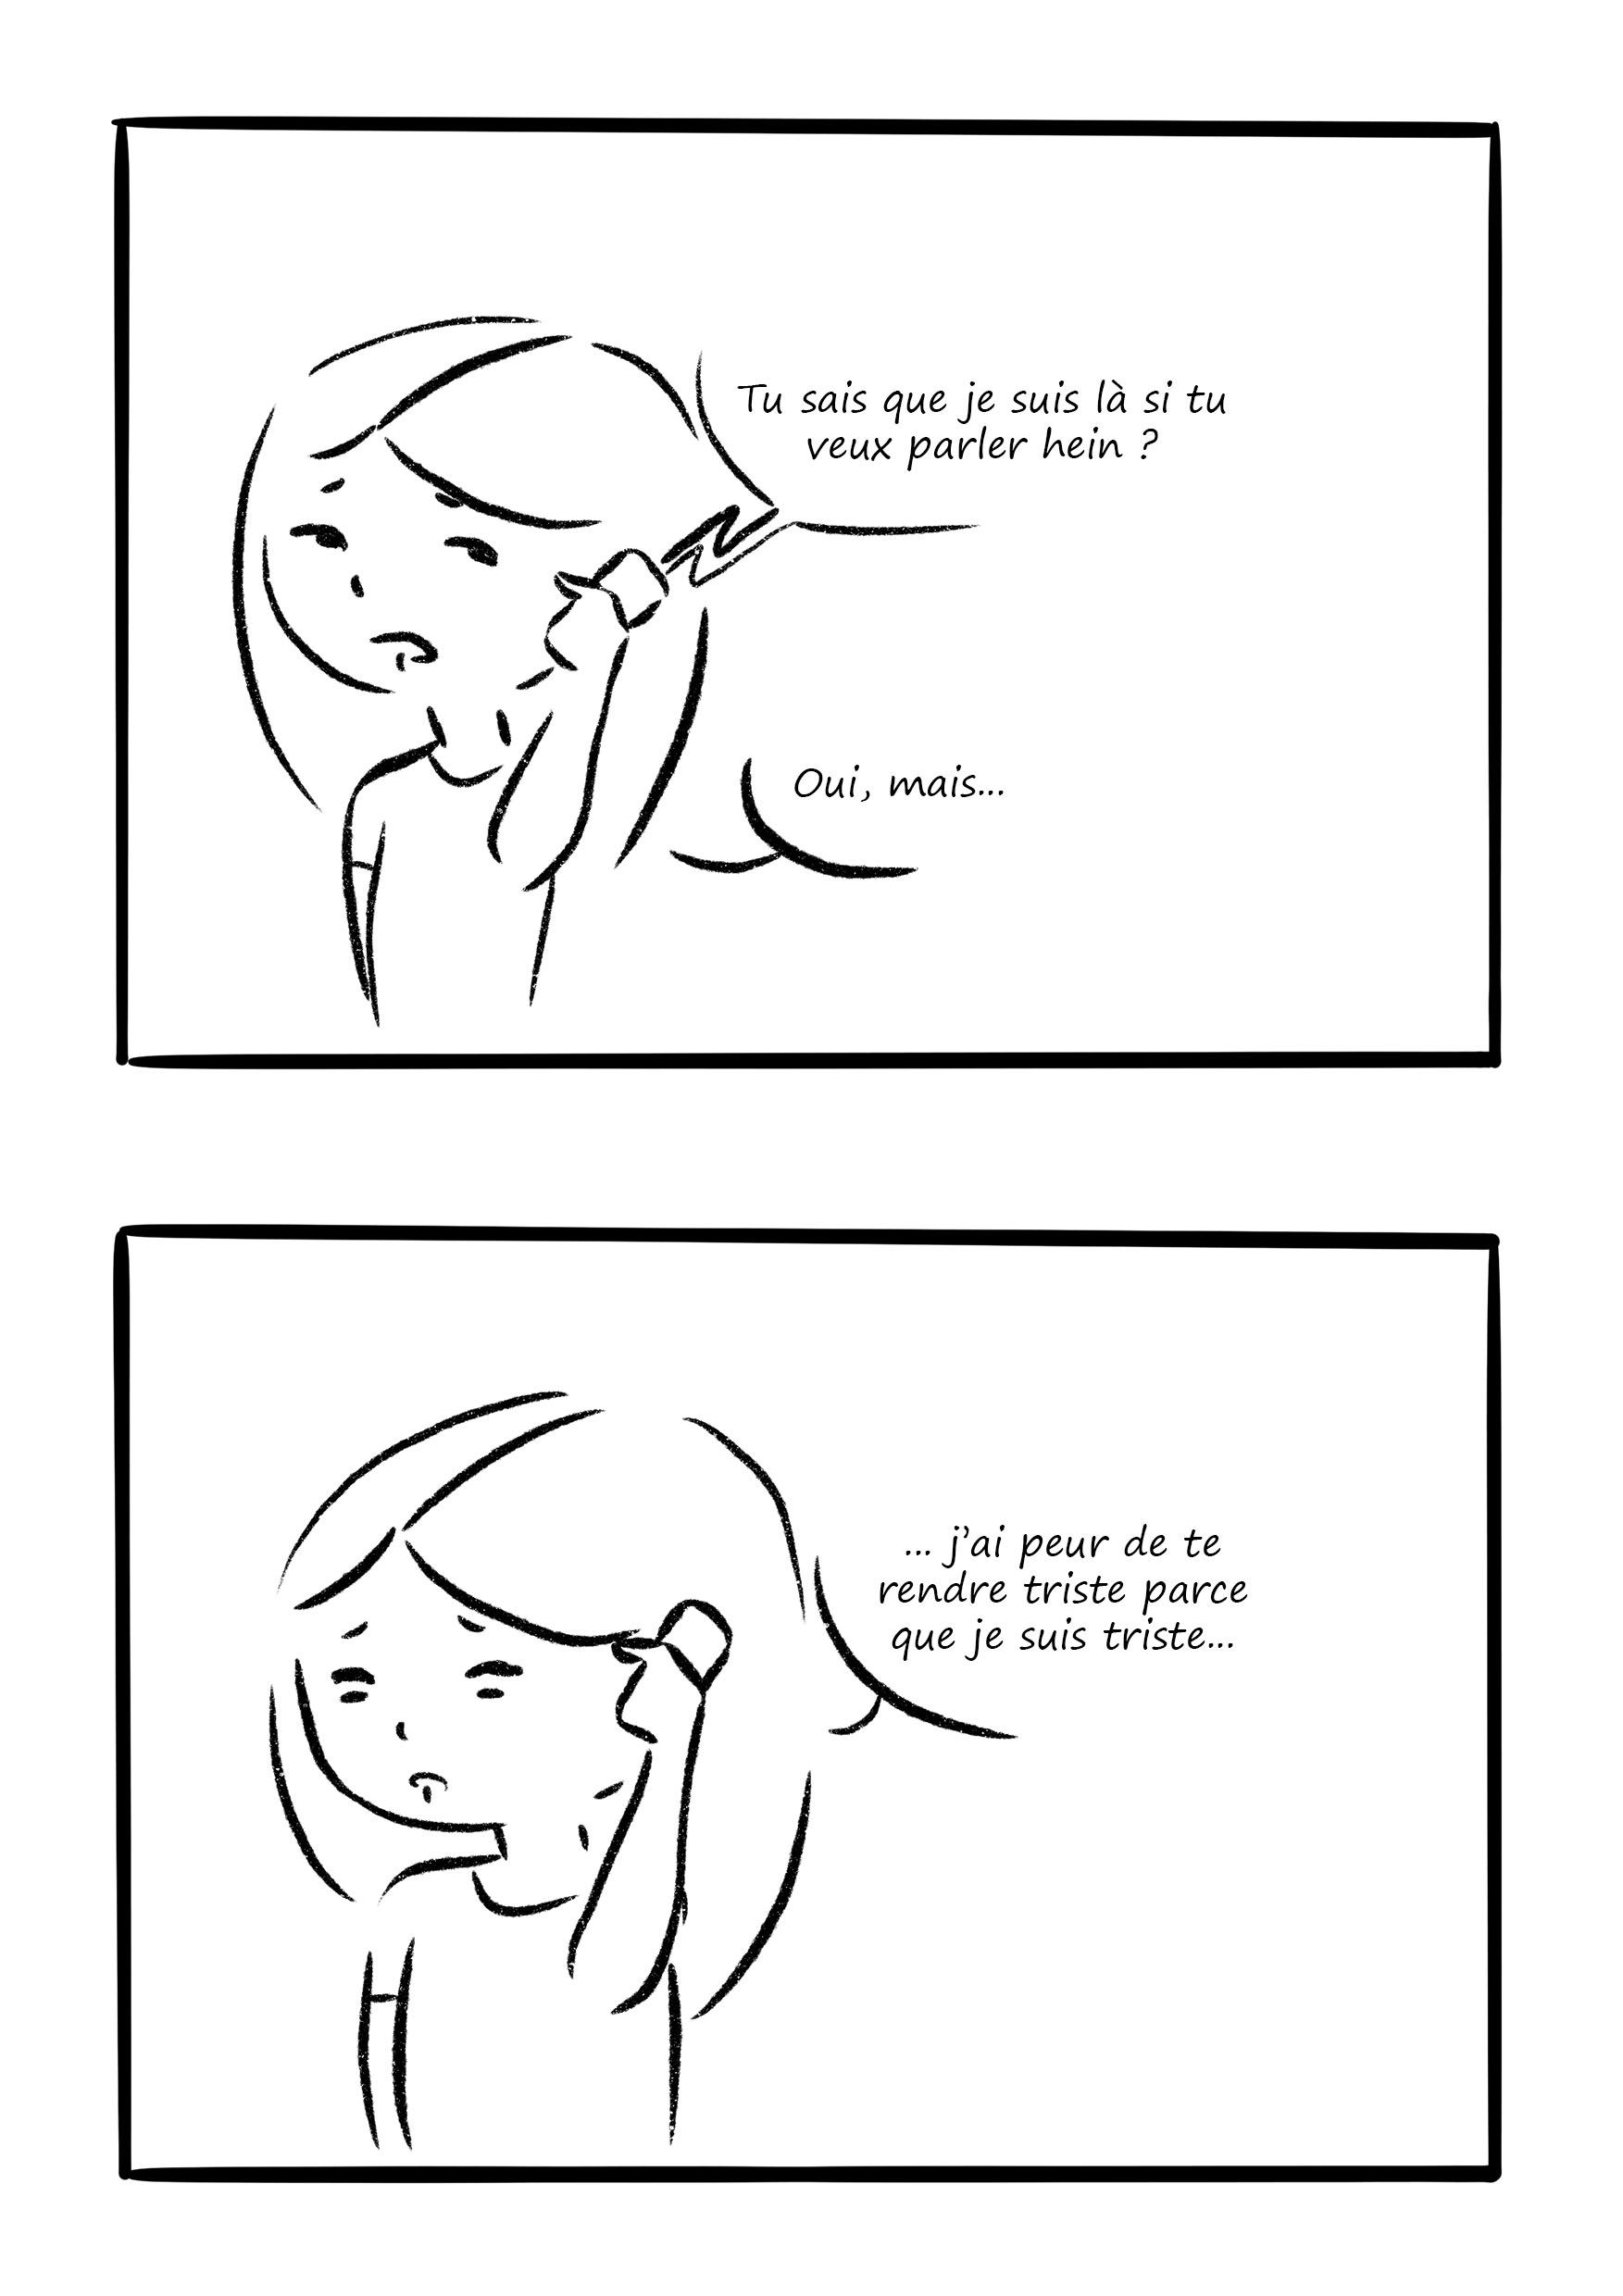 Tu sais que je suis là si tu
veux parler hein ?
Oui, mais...
... j'ai peur de te
rendre triste parce
que je suis triste...